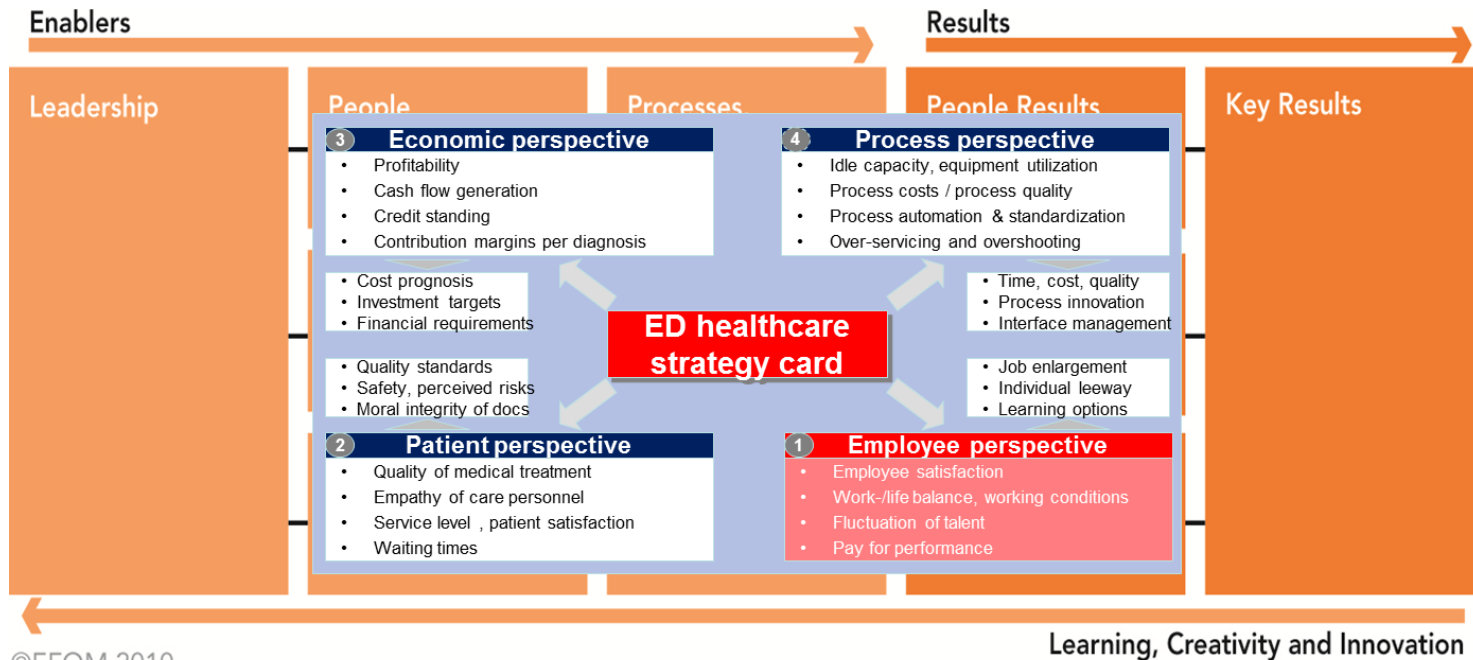 Enablers
Results
Leadership
People
Processes,
People Results
Key Results
3 Economic perspective
• Profitability
• Cash flow generation
• Credit standing
• Contribution margins per diagnosis
4 Process perspective
• Idle capacity, equipment utilization
• Process costs / process quality
• Process automation & standardization
• Over-servicing and overshooting
• Cost prognosis
• Investment targets
• Financial requirements
• Time, cost, quality
• Process innovation
• Interface management
ED healthcare
strategy card
• Quality standards
• Safety, perceived risks
• Moral integrity of docs
• Job enlargement
• Individual leeway
• Learning options
2 Patient perspective
• Quality of medical treatment
• Empathy of care personnel
• Service level , patient satisfaction
• Waiting times
1 Employee perspective
• Employee satisfaction
• Work-/life balance, working conditions
• Fluctuation of talent
• Pay for performance
Learning, Creativity and Innovation
©EFQM 2010